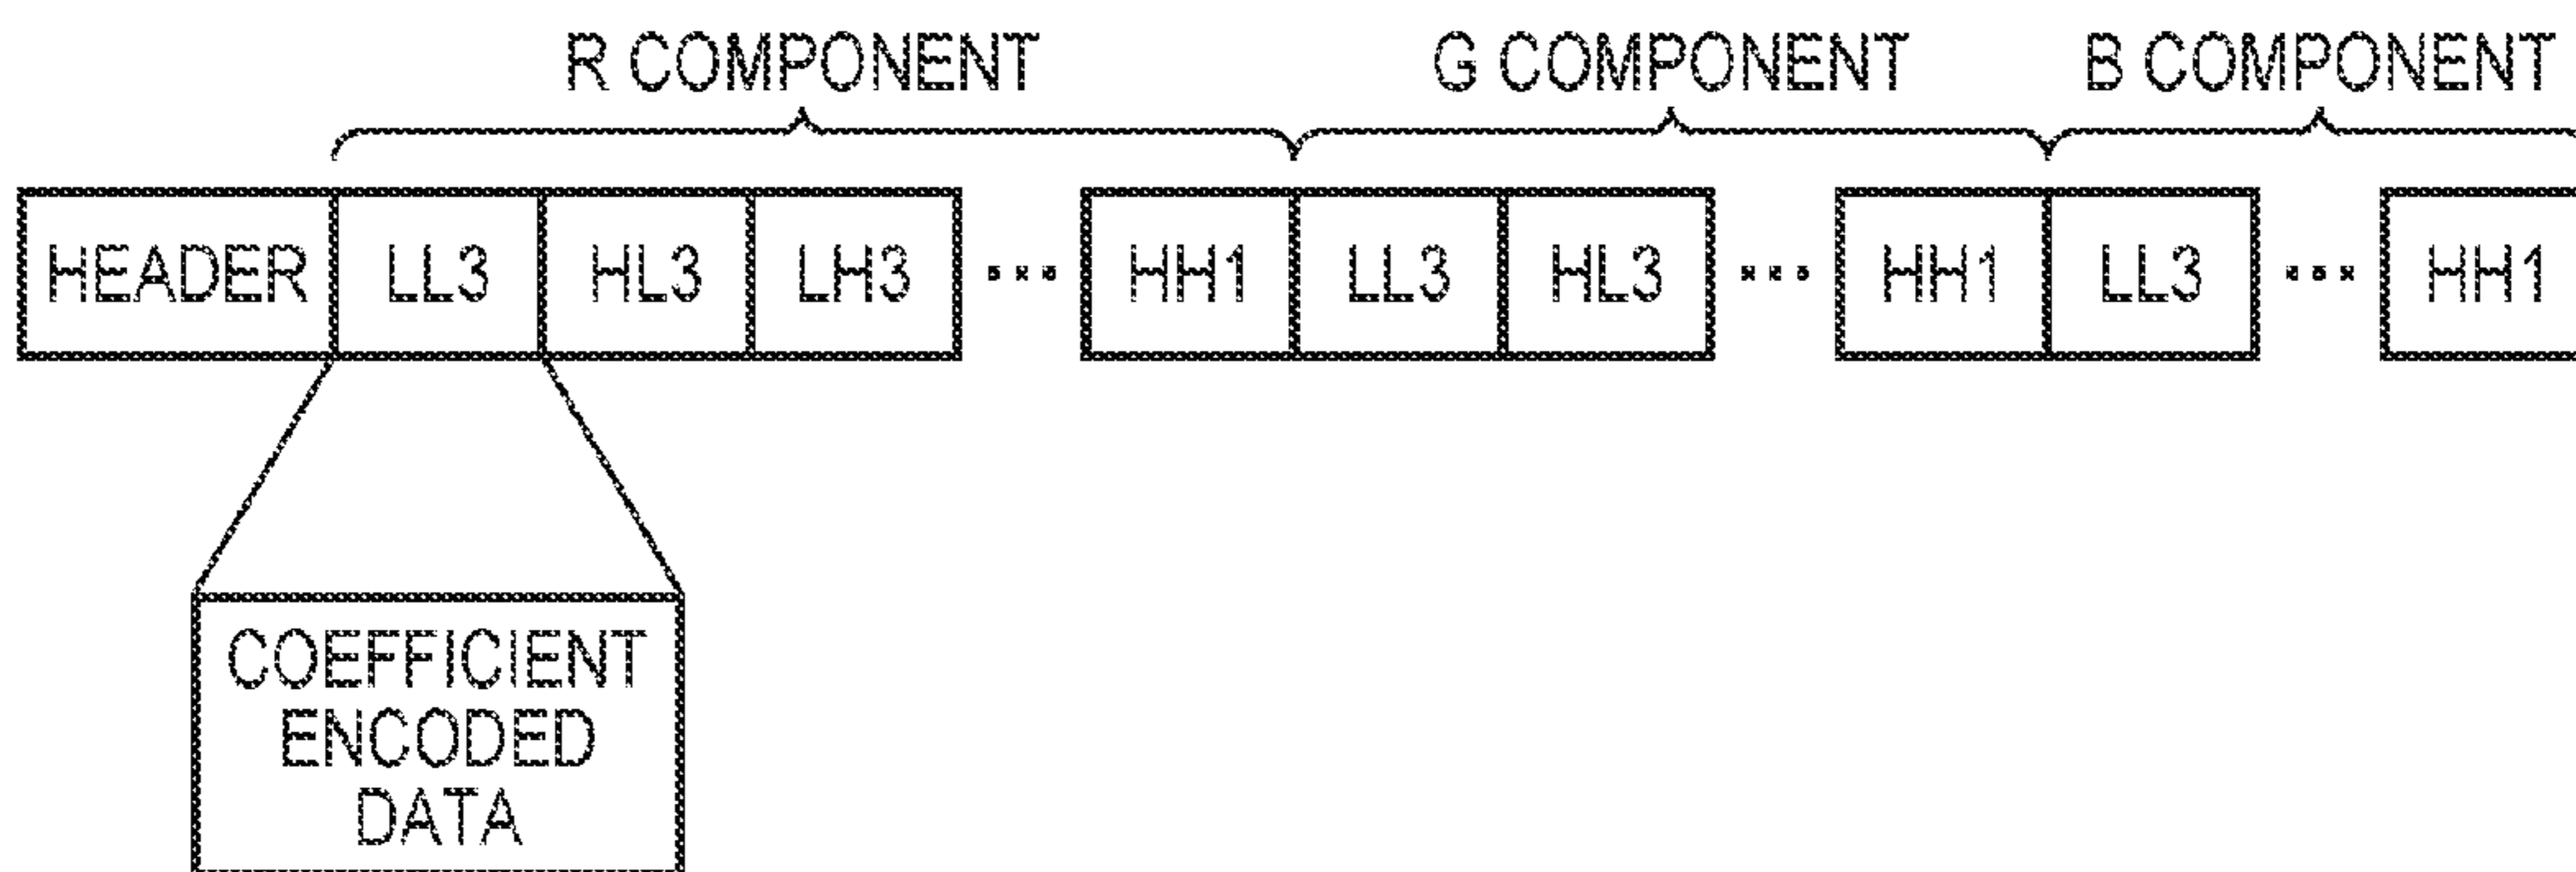 R COMPONENT G COMPONENT B COMPONENT
HEADER LL3 HL3 LH3 ... HH1 LL3 HL3 ... HH1 LL3 ... HH1
COEFFICIENT
ENCODED
DATA